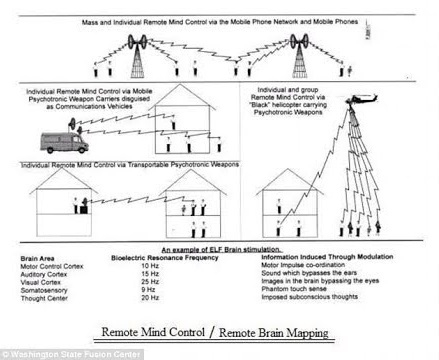 Mass and Individual Remote Mind Control via the Mobile Phone Network and Mobile Phones
Individual Remote Mind Control via Mobile
Psychotronic Weapon Carriers disguised
as Communications Vehicles
Individual and group
Remote Mind Control via
"Black" helicopter carrying
Psychotronic Weapons
Individual Remote Mind Control via Transportable Psychotronic Weapons
An example of ELF Brain stimulation.
Brain Area Bioelectric Resonance Frequency Information Induced Through Modulation
Motor Control Cortex 10 Hz Motor Impulse co-ordination
Auditory Cortex 15 Hz Sound which bypasses the ears
Visual Cortex 25 Hz Images in the brain bypassing the eyes
Somatosensory 9 Hz Phantom touch sense
Thought Center 20 Hz Imposed subconscious thoughts
Remote Mind Control / Remote Brain Mapping
© Washington State Fusion Center